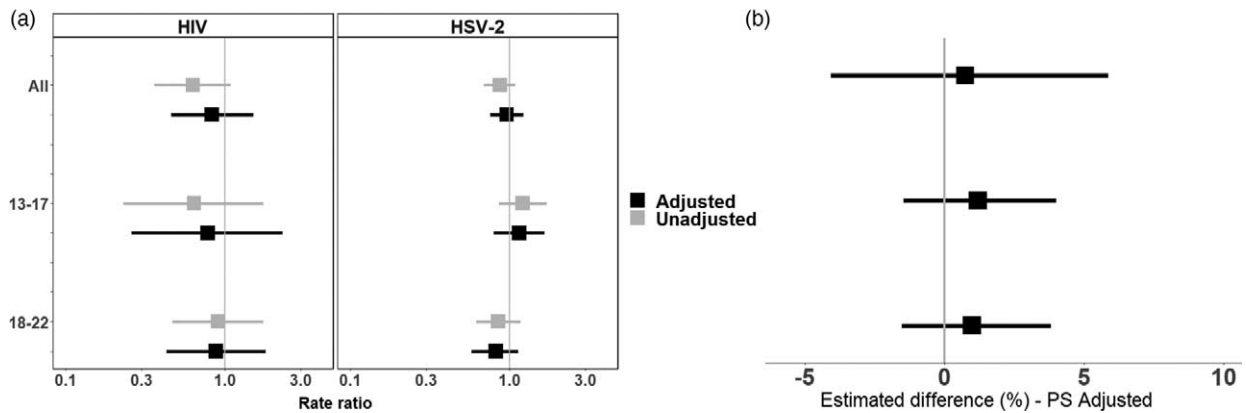 (a)
HIV
HSV-2
All
13-17
18-22
0.1
0.3
1.0
3.0
0.1
0.3
1.0
3.0
Rate ratio
Adjusted
Unadjusted
(b)
-5
0
5
10
Estimated difference (%) - PS Adjusted